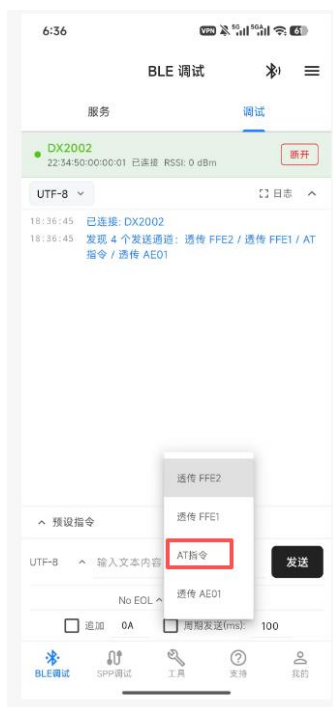 6:36
VPN 5G 5GA 6
BLE 调试
服务 调试
DX2002
22:34:50:00:00:01 已连接 RSSI: 0 dBm
断开
UTF-8 日志
18:36:45 已连接: DX2002
18:36:45 发现 4 个发送通道: 透传 FFE2 / 透传 FFE1 / AT
指令 / 透传 AE01
透传 FFE2
透传 FFE1
AT指令
透传 AE01
预设指令
UTF-8 输入文本内容 发送
No EOL
追加 0A 周期发送(ms): 100
BLE调试 SPP调试 工具 支持 我的